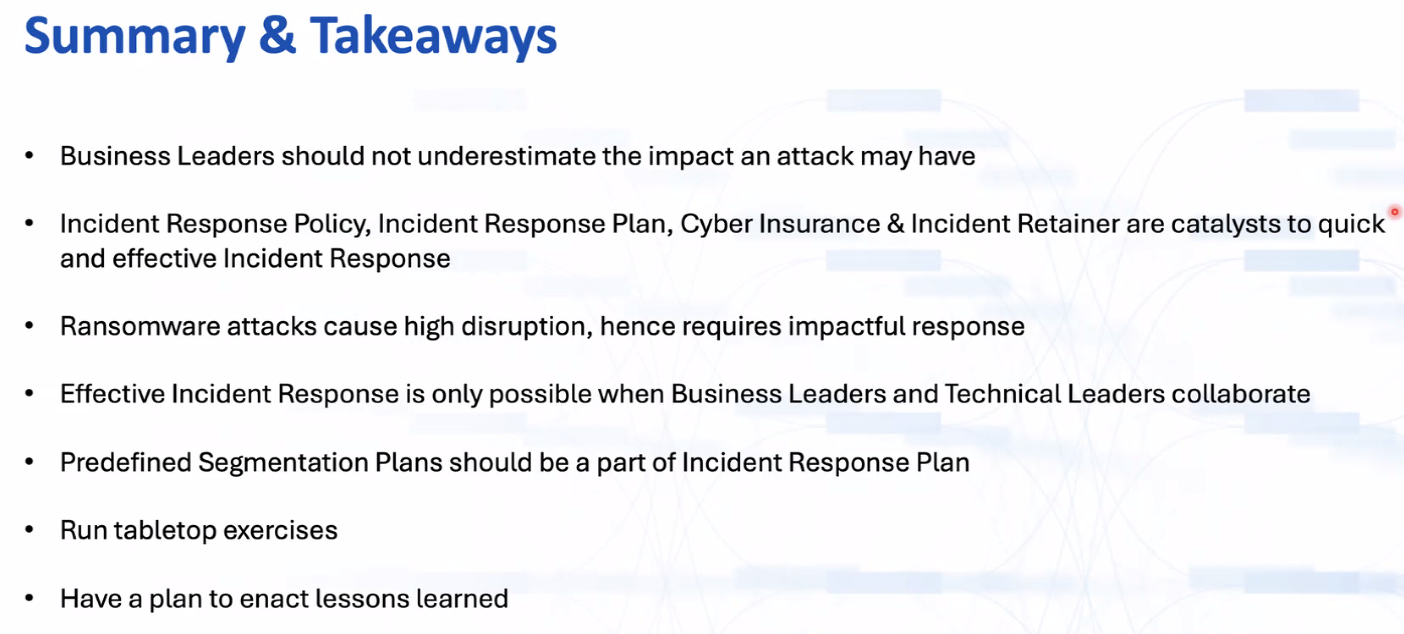 Summary & Takeaways
• Business Leaders should not underestimate the impact an attack may have
• Incident Response Policy, Incident Response Plan, Cyber Insurance & Incident Retainer are catalysts to quick
and effective Incident Response
• Ransomware attacks cause high disruption, hence requires impactful response
• Effective Incident Response is only possible when Business Leaders and Technical Leaders collaborate
• Predefined Segmentation Plans should be a part of Incident Response Plan
• Run tabletop exercises
• Have a plan to enact lessons learned